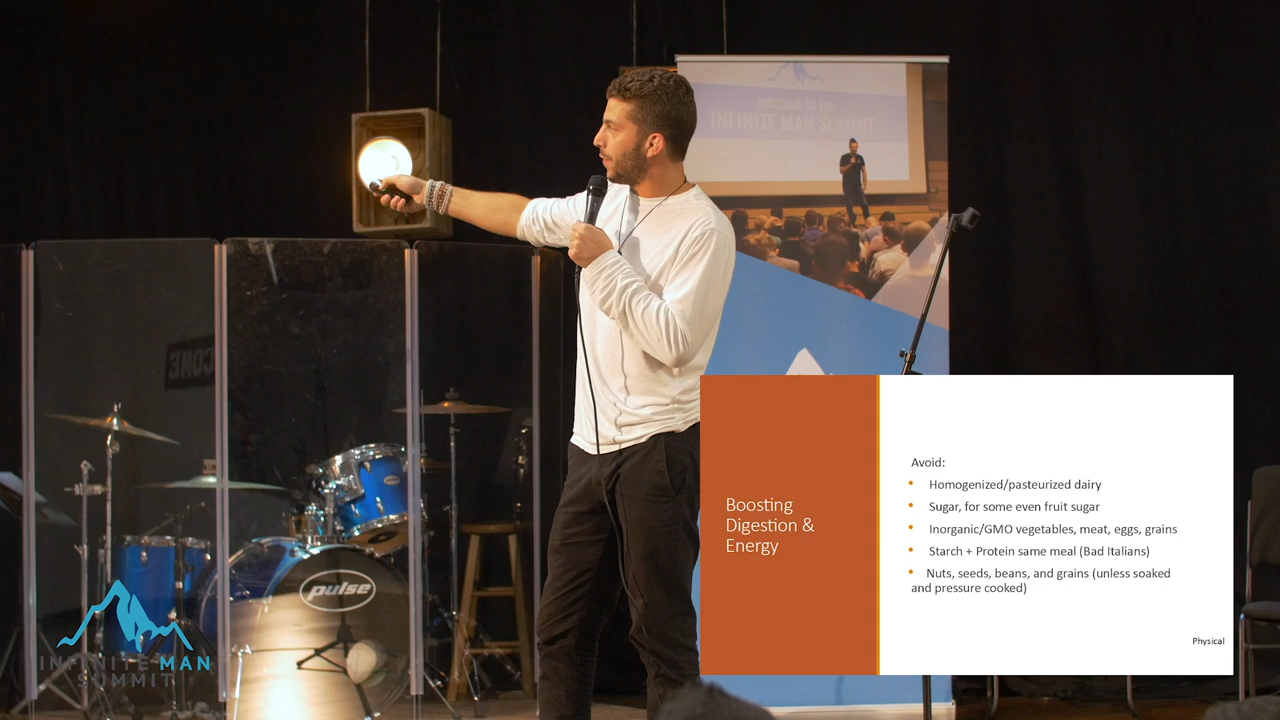 WELCOME TO THE
INFINITE MAN SUMMIT
COME
pulse
INFINITE MAN
SUMMIT
Boosting
Digestion &
Energy
Avoid:
• Homogenized/pasteurized dairy
• Sugar, for some even fruit sugar
• Inorganic/GMO vegetables, meat, eggs, grains
• Starch + Protein same meal (Bad Italians)
• Nuts, seeds, beans, and grains (unless soaked
and pressure cooked)
Physical